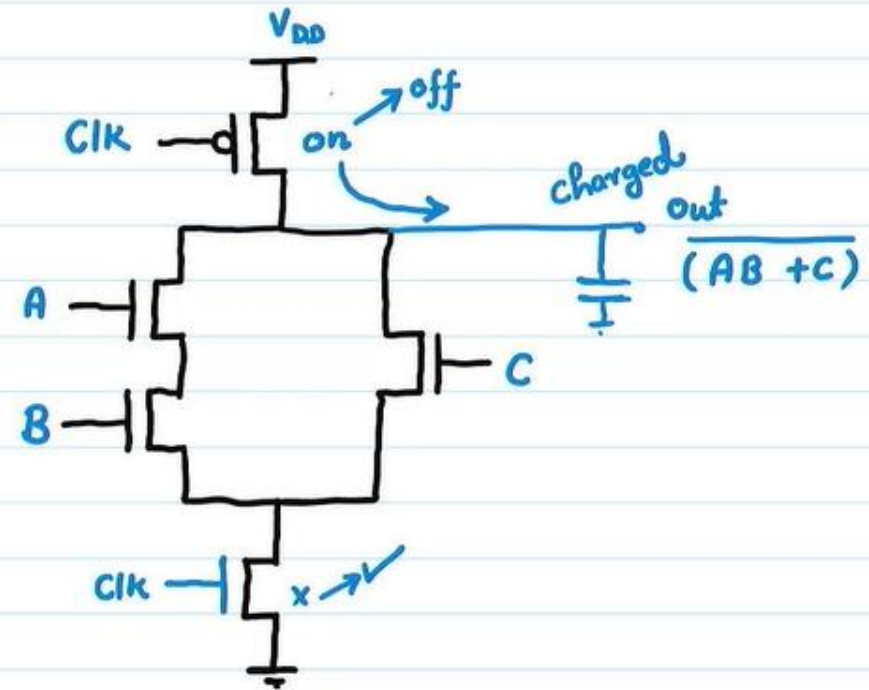 VDD
off
Clk
on
charged
out
(AB + C)
A
C
B
Clk
x